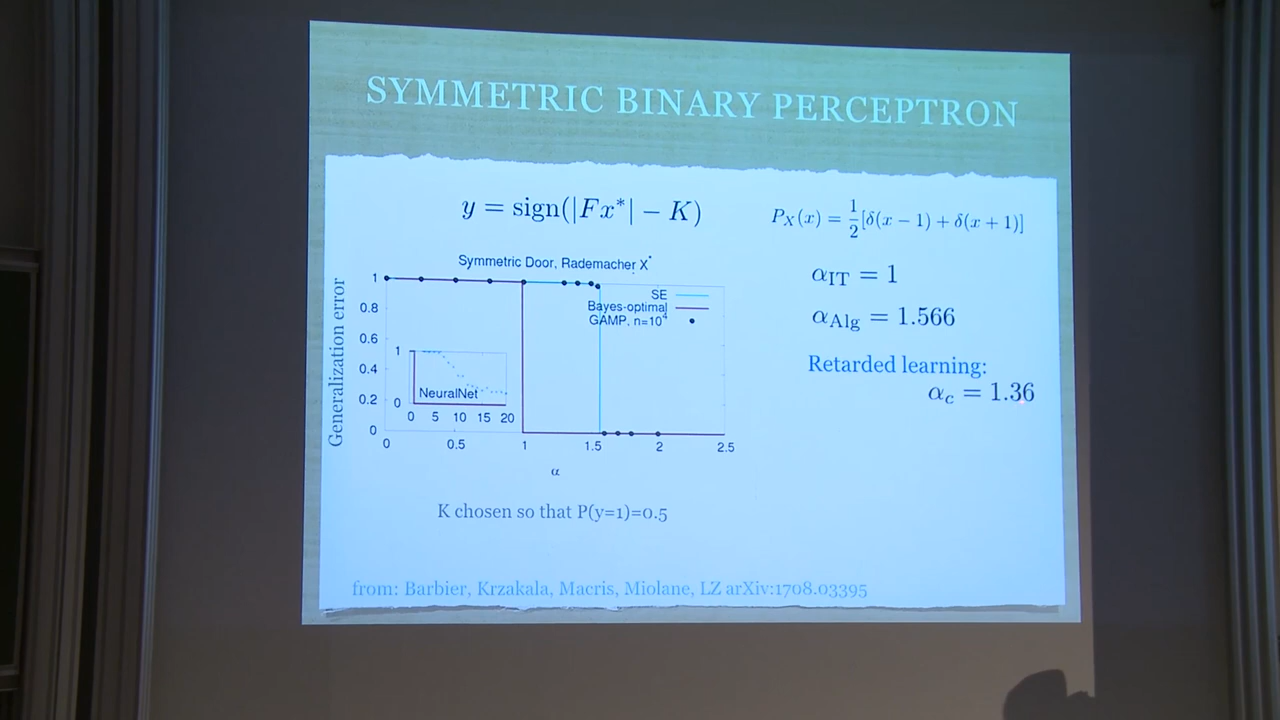 SYMMETRIC BINARY PERCEPTRON
y = sign(|Fx*| − K)
P_X(x) = 1/2[δ(x − 1) + δ(x + 1)]
α_IT = 1
α_Alg = 1.566
Retarded learning:
α_c = 1.36
Symmetric Door, Rademacher X*
Generalization error
1
0.8
0.6
0.4
0.2
0
SE
Bayes-optimal
GAMP, n=10^4
1
0
NeuralNet
0 5 10 15 20
0 0.5 1 1.5 2 2.5
α
K chosen so that P(y=1)=0.5
from: Barbier, Krzakala, Macris, Miolane, LZ arXiv:1708.03395